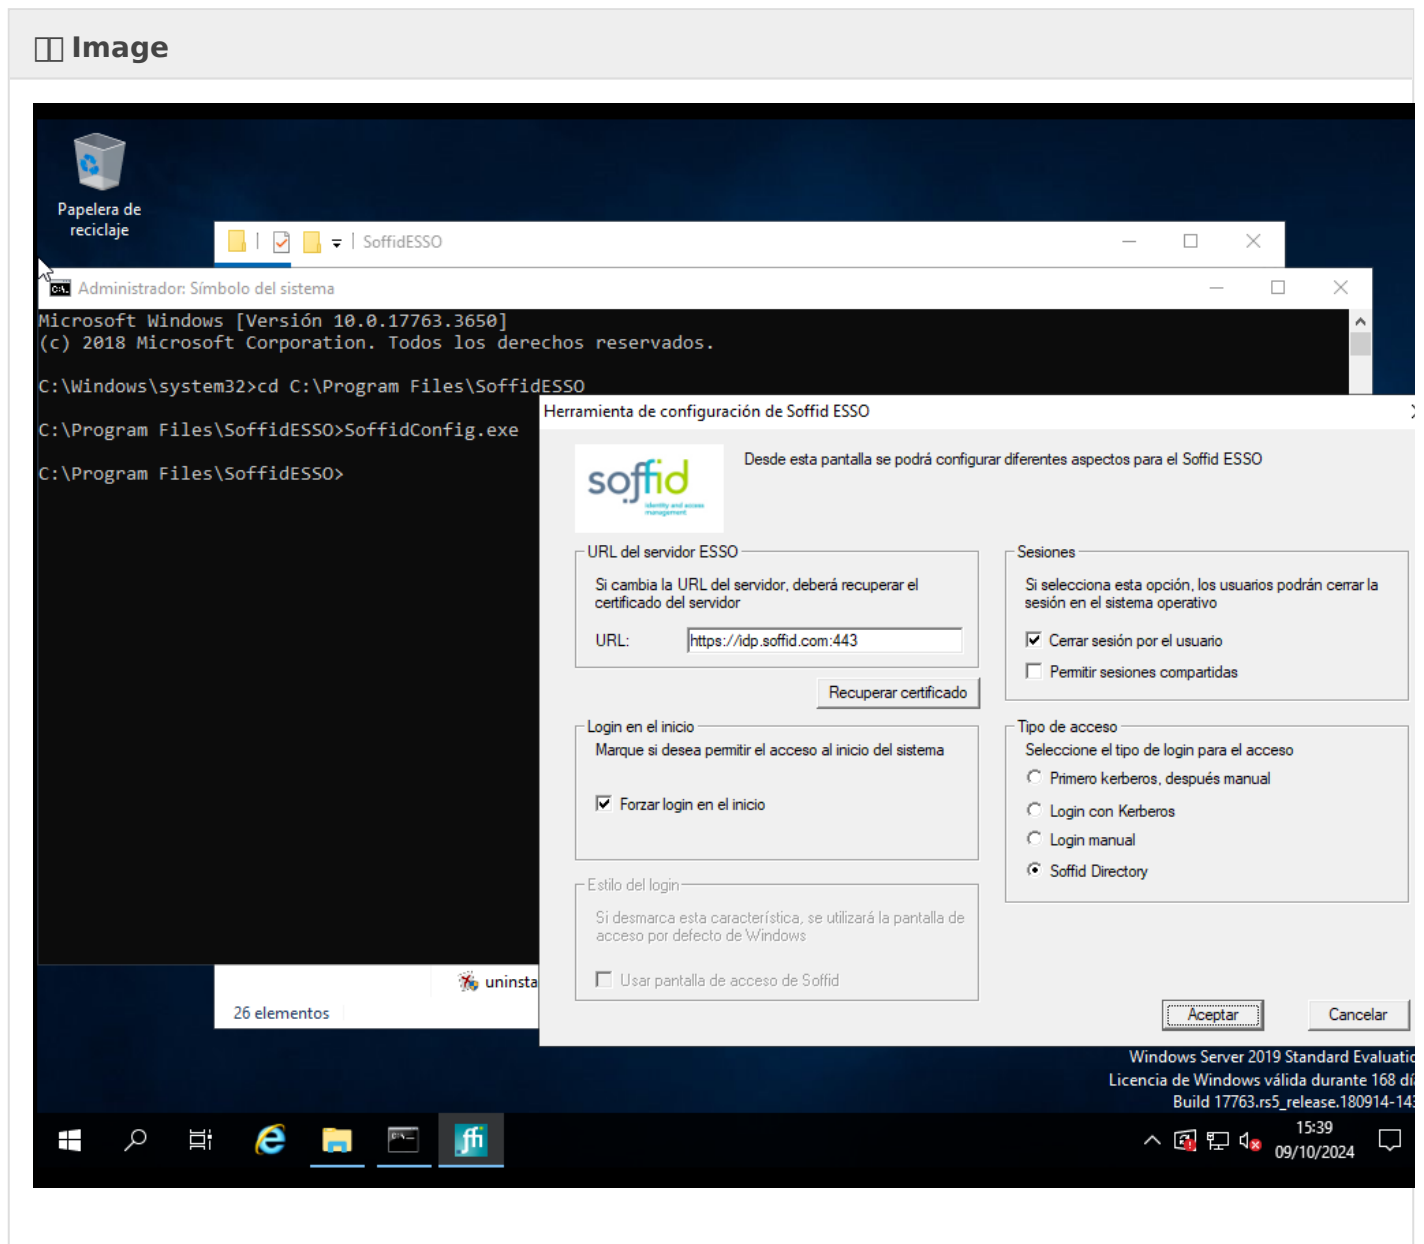 Image
Papelera de
reciclaje
SoffidESSO
Administrador: Símbolo del sistema
Microsoft Windows [Versión 10.0.17763.3650]
(c) 2018 Microsoft Corporation. Todos los derechos reservados.
C:\Windows\system32>cd C:\Program Files\SoffidESSO
C:\Program Files\SoffidESSO>SoffidConfig.exe
C:\Program Files\SoffidESSO>
Herramienta de configuración de Soffid ESSO
soffid
identity and access
management
Desde esta pantalla se podrá configurar diferentes aspectos para el Soffid ESSO
URL del servidor ESSO
Si cambia la URL del servidor, deberá recuperar el
certificado del servidor
URL: https://idp.soffid.com:443
Recuperar certificado
Sesiones
Si selecciona esta opción, los usuarios podrán cerrar la
sesión en el sistema operativo
Cerrar sesión por el usuario
Permitir sesiones compartidas
Login en el inicio
Marque si desea permitir el acceso al inicio del sistema
Forzar login en el inicio
Tipo de acceso
Seleccione el tipo de login para el acceso
Primero kerberos, después manual
Login con Kerberos
Login manual
Soffid Directory
Estilo del login
Si desmarca esta característica, se utilizará la pantalla de
acceso por defecto de Windows
Usar pantalla de acceso de Soffid
Aceptar
Cancelar
uninsta
26 elementos
Windows Server 2019 Standard Evaluatio
Licencia de Windows válida durante 168 dí
Build 17763.rs5_release.180914-143
15:39
09/10/2024